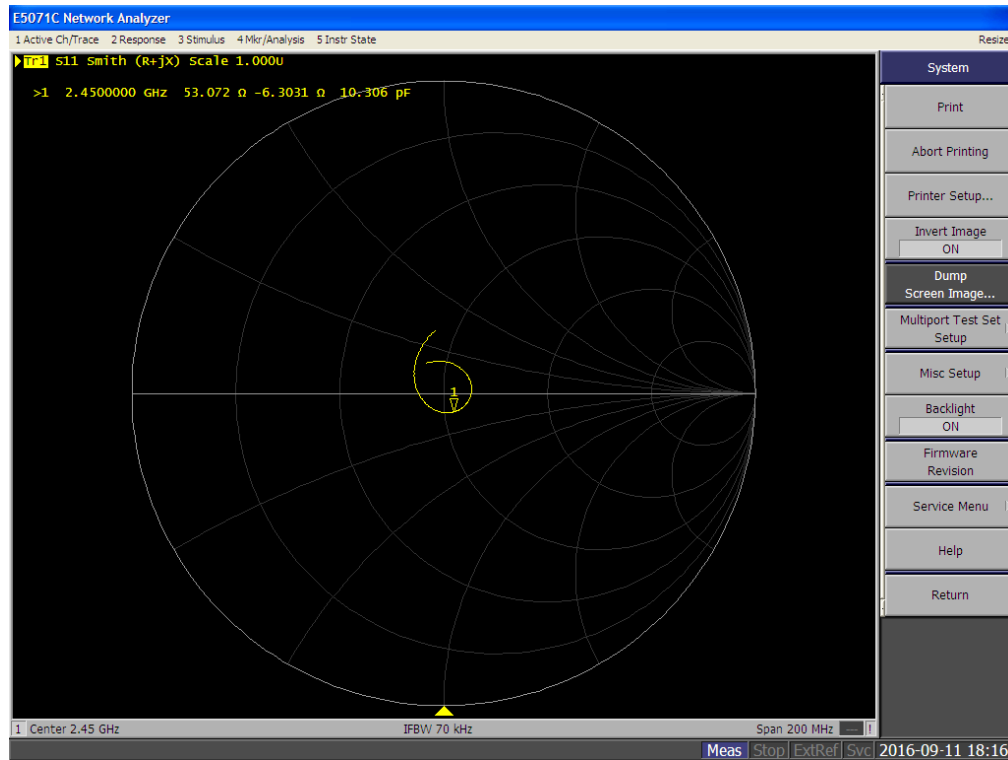 E5071C Network Analyzer
1 Active Ch/Trace 2 Response 3 Stimulus 4 Mkr/Analysis 5 Instr State Resize
Tr1 S11 Smith (R+jX) Scale 1.000U
>1 2.4500000 GHz 53.072 Ω -6.3031 Ω 10.306 pF
1
System
Print
Abort Printing
Printer Setup...
Invert Image
ON
Dump
Screen Image...
Multiport Test Set
Setup
Misc Setup
Backlight
ON
Firmware
Revision
Service Menu
Help
Return
1 Center 2.45 GHz IFBW 70 kHz Span 200 MHz --- !
Meas Stop ExtRef Svc 2016-09-11 18:16